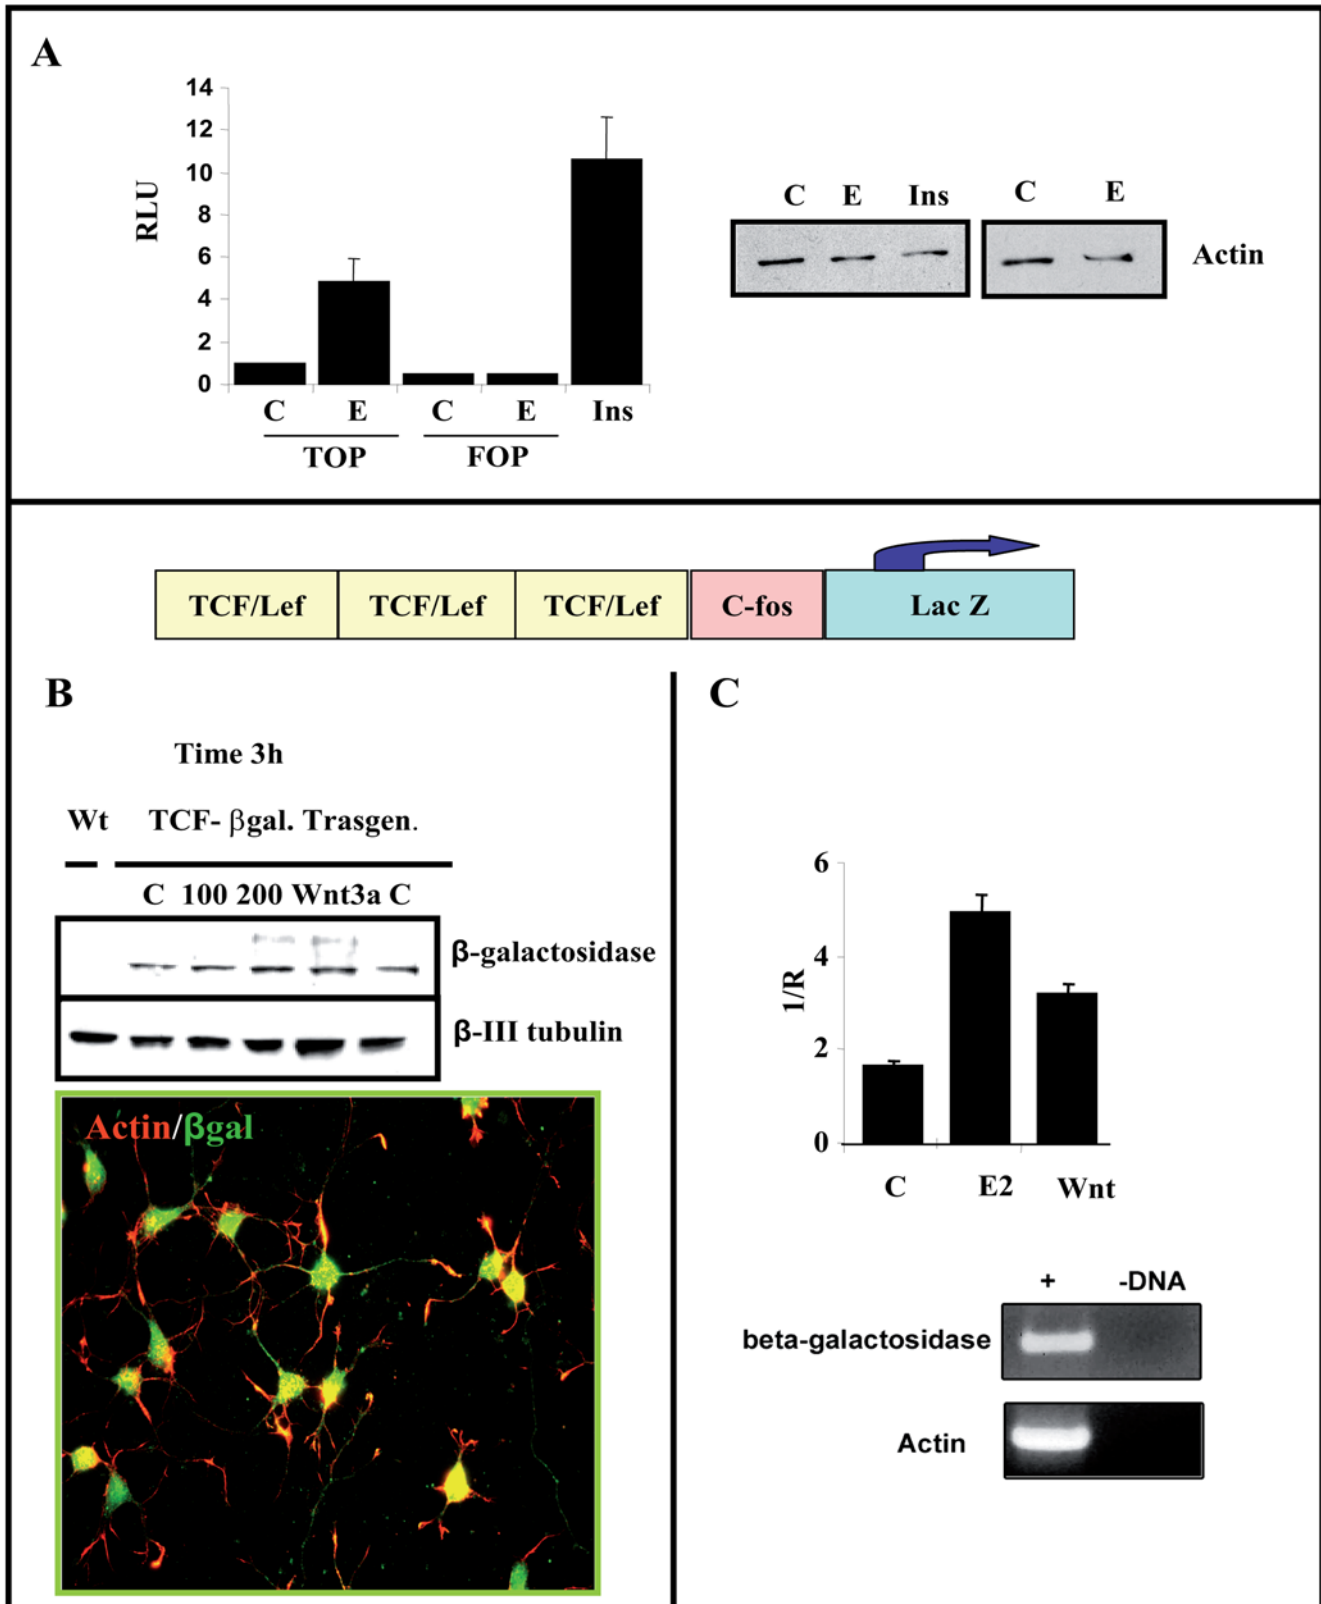 A
14
12
10
8
6
4
2
0
RLU
C E C E Ins
TOP FOP
C E Ins C E
Actin
TCF/Lef TCF/Lef TCF/Lef C-fos Lac Z
B
Time 3h
Wt TCF- βgal. Trasgen.
C 100 200 Wnt3a C
β-galactosidase
β-III tubulin
Actin/βgal
C
6
4
2
0
1/R
C E2 Wnt
+ -DNA
beta-galactosidase
Actin